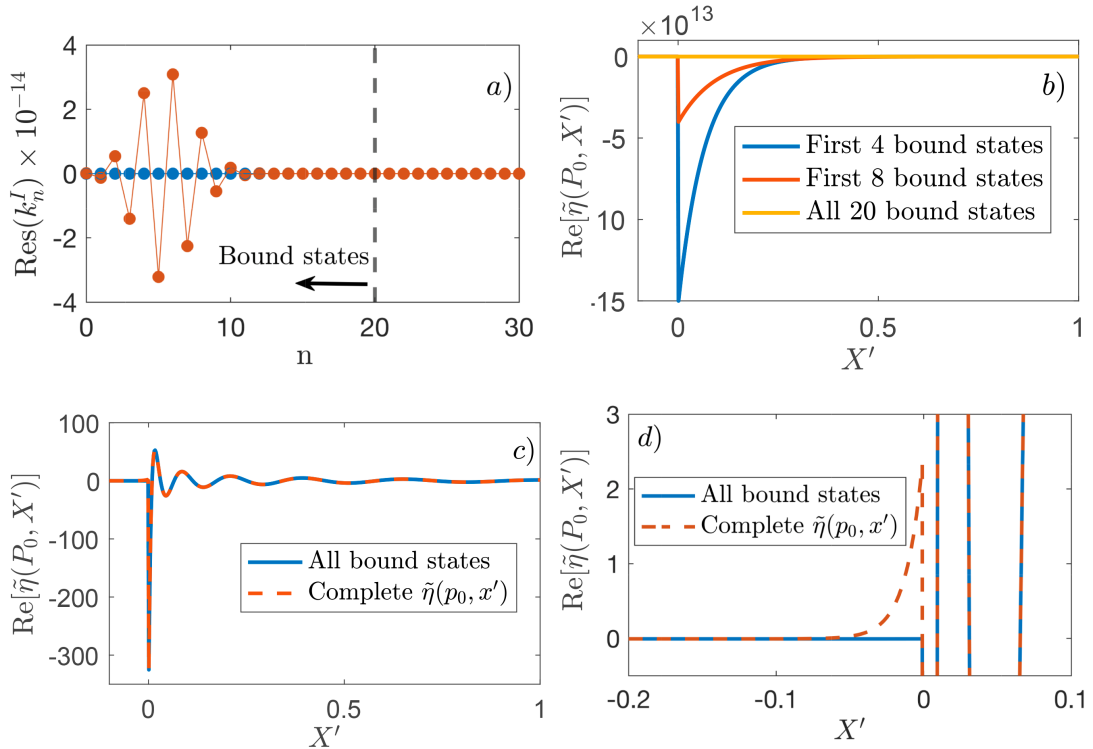 a)
Res(k_n^I) × 10^{-14}
4
2
0
-2
-4
Bound states
0
10
20
30
n
×10^{13}
b)
Re[η̃(P_0, X′)]
0
-5
10
-15
First 4 bound states
First 8 bound states
All 20 bound states
0
0.5
1
X′
c)
Re[η̃(P_0, X′)]
100
0
-100
-200
-300
All bound states
Complete η̃(p_0, x′)
0
0.5
1
X′
d)
Re[η̃(P_0, X′)]
3
2
1
0
All bound states
Complete η̃(p_0, x′)
-0.2
-0.1
0
0.1
X′